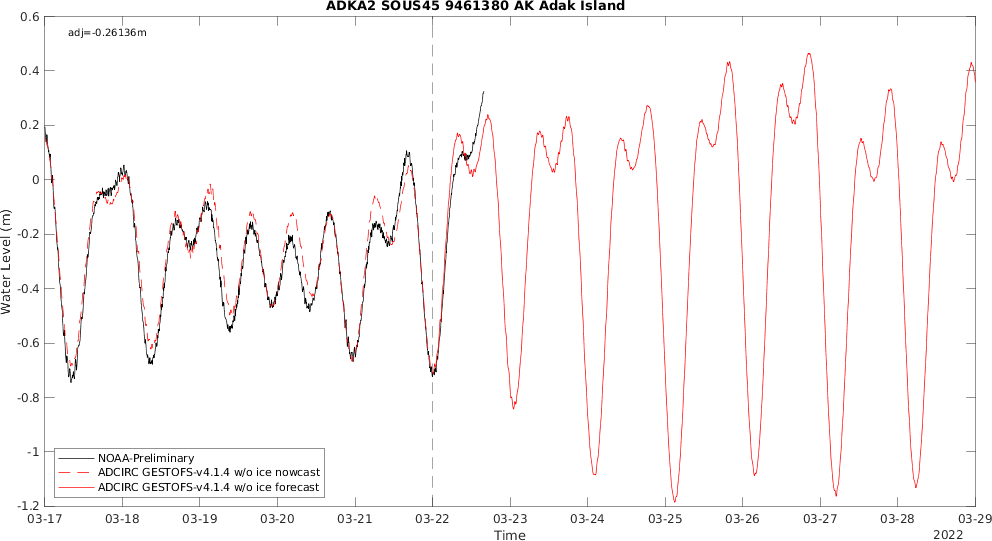 ADKA2 SOUS45 9461380 AK Adak Island
adj=-0.26136m
0.6
0.4
0.2
0
-0.2
-0.4
-0.6
-0.8
-1
-1.2
Water Level (m)
NOAA-Preliminary
ADCIRC GESTOFS-v4.1.4 w/o ice nowcast
ADCIRC GESTOFS-v4.1.4 w/o ice forecast
03-17 03-18 03-19 03-20 03-21 03-22 03-23 03-24 03-25 03-26 03-27 03-28 03-29
Time
2022